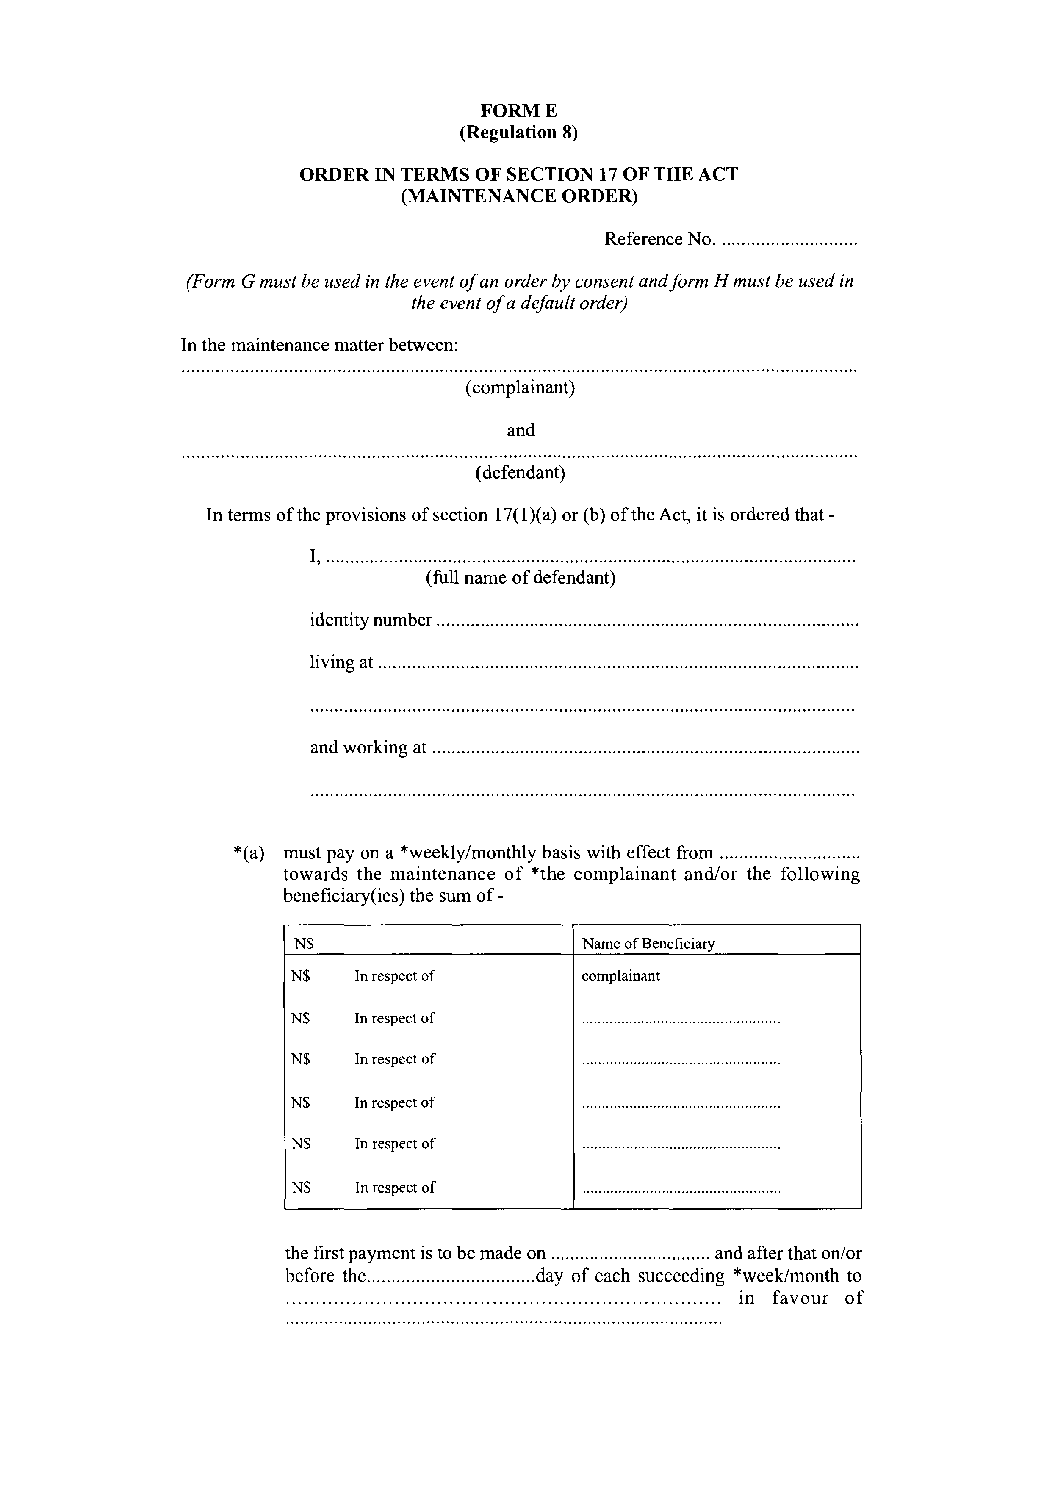 FORM E
(Regulation 8)
ORDER IN TERMS OF SECTION 17 OF THE ACT
(MAINTENANCE ORDER)
Reference No. ............................
(Form G must be used in the event of an order by consent and form H must be used in
the event of a default order)
In the maintenance matter between:
..........................................................................................................................................
(complainant)
and
..........................................................................................................................................
(defendant)
In terms of the provisions of section 17(1)(a) or (b) of the Act, it is ordered that -
I, ............................................................................................................
(full name of defendant)
identity number ......................................................................................
living at ..................................................................................................
...............................................................................................................
and working at .......................................................................................
...............................................................................................................
*(a) must pay on a *weekly/monthly basis with effect from .............................
towards the maintenance of *the complainant and/or the following
beneficiary(ies) the sum of -
N$ Name of Beneficiary
N$ In respect of complainant
N$ In respect of ..................................................
N$ In respect of ..................................................
N$ In respect of ..................................................
N$ In respect of ..................................................
N$ In respect of ..................................................
the first payment is to be made on ................................ and after that on/or
before the..................................day of each succeeding *week/month to
...................................................................... in favour of
.........................................................................................